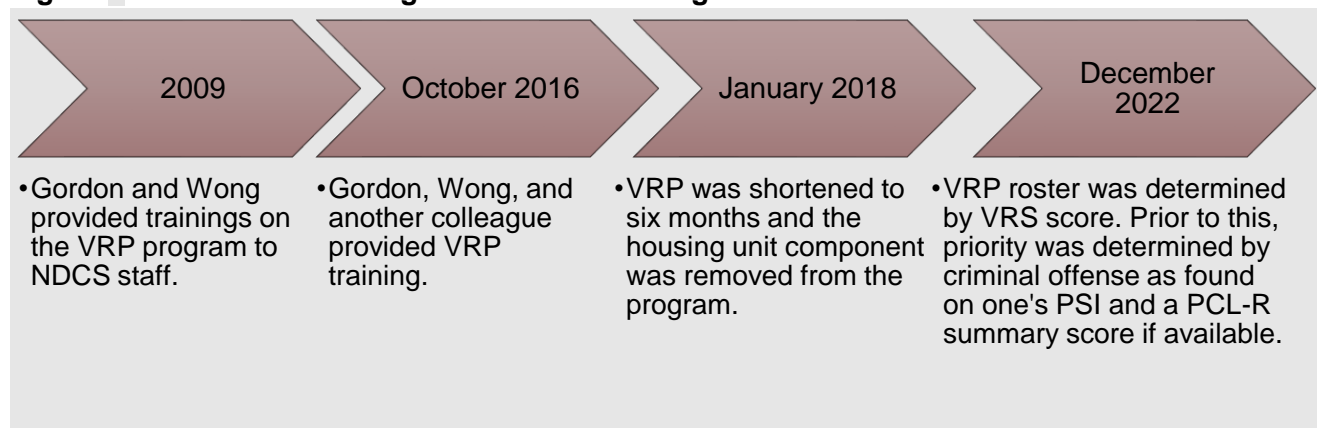 2009
October 2016
January 2018
December
2022
•Gordon and Wong
provided trainings on
the VRP program to
NDCS staff.
•Gordon, Wong, and
another colleague
provided VRP
training.
•VRP was shortened to
six months and the
housing unit component
was removed from the
program.
•VRP roster was determined
by VRS score. Prior to this,
priority was determined by
criminal offense as found
on one's PSI and a PCL-R
summary score if available.